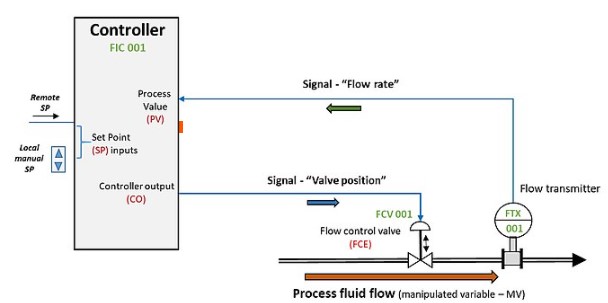 Controller
FIC 001
Signal - “Flow rate”
Remote
SP
Process
Value
(PV)
Set Point
(SP) inputs
Local
manual
SP
Controller output
(CO)
Signal - “Valve position”
Flow transmitter
FCV 001
FTX
001
Flow control valve
(FCE)
Process fluid flow (manipulated variable – MV)